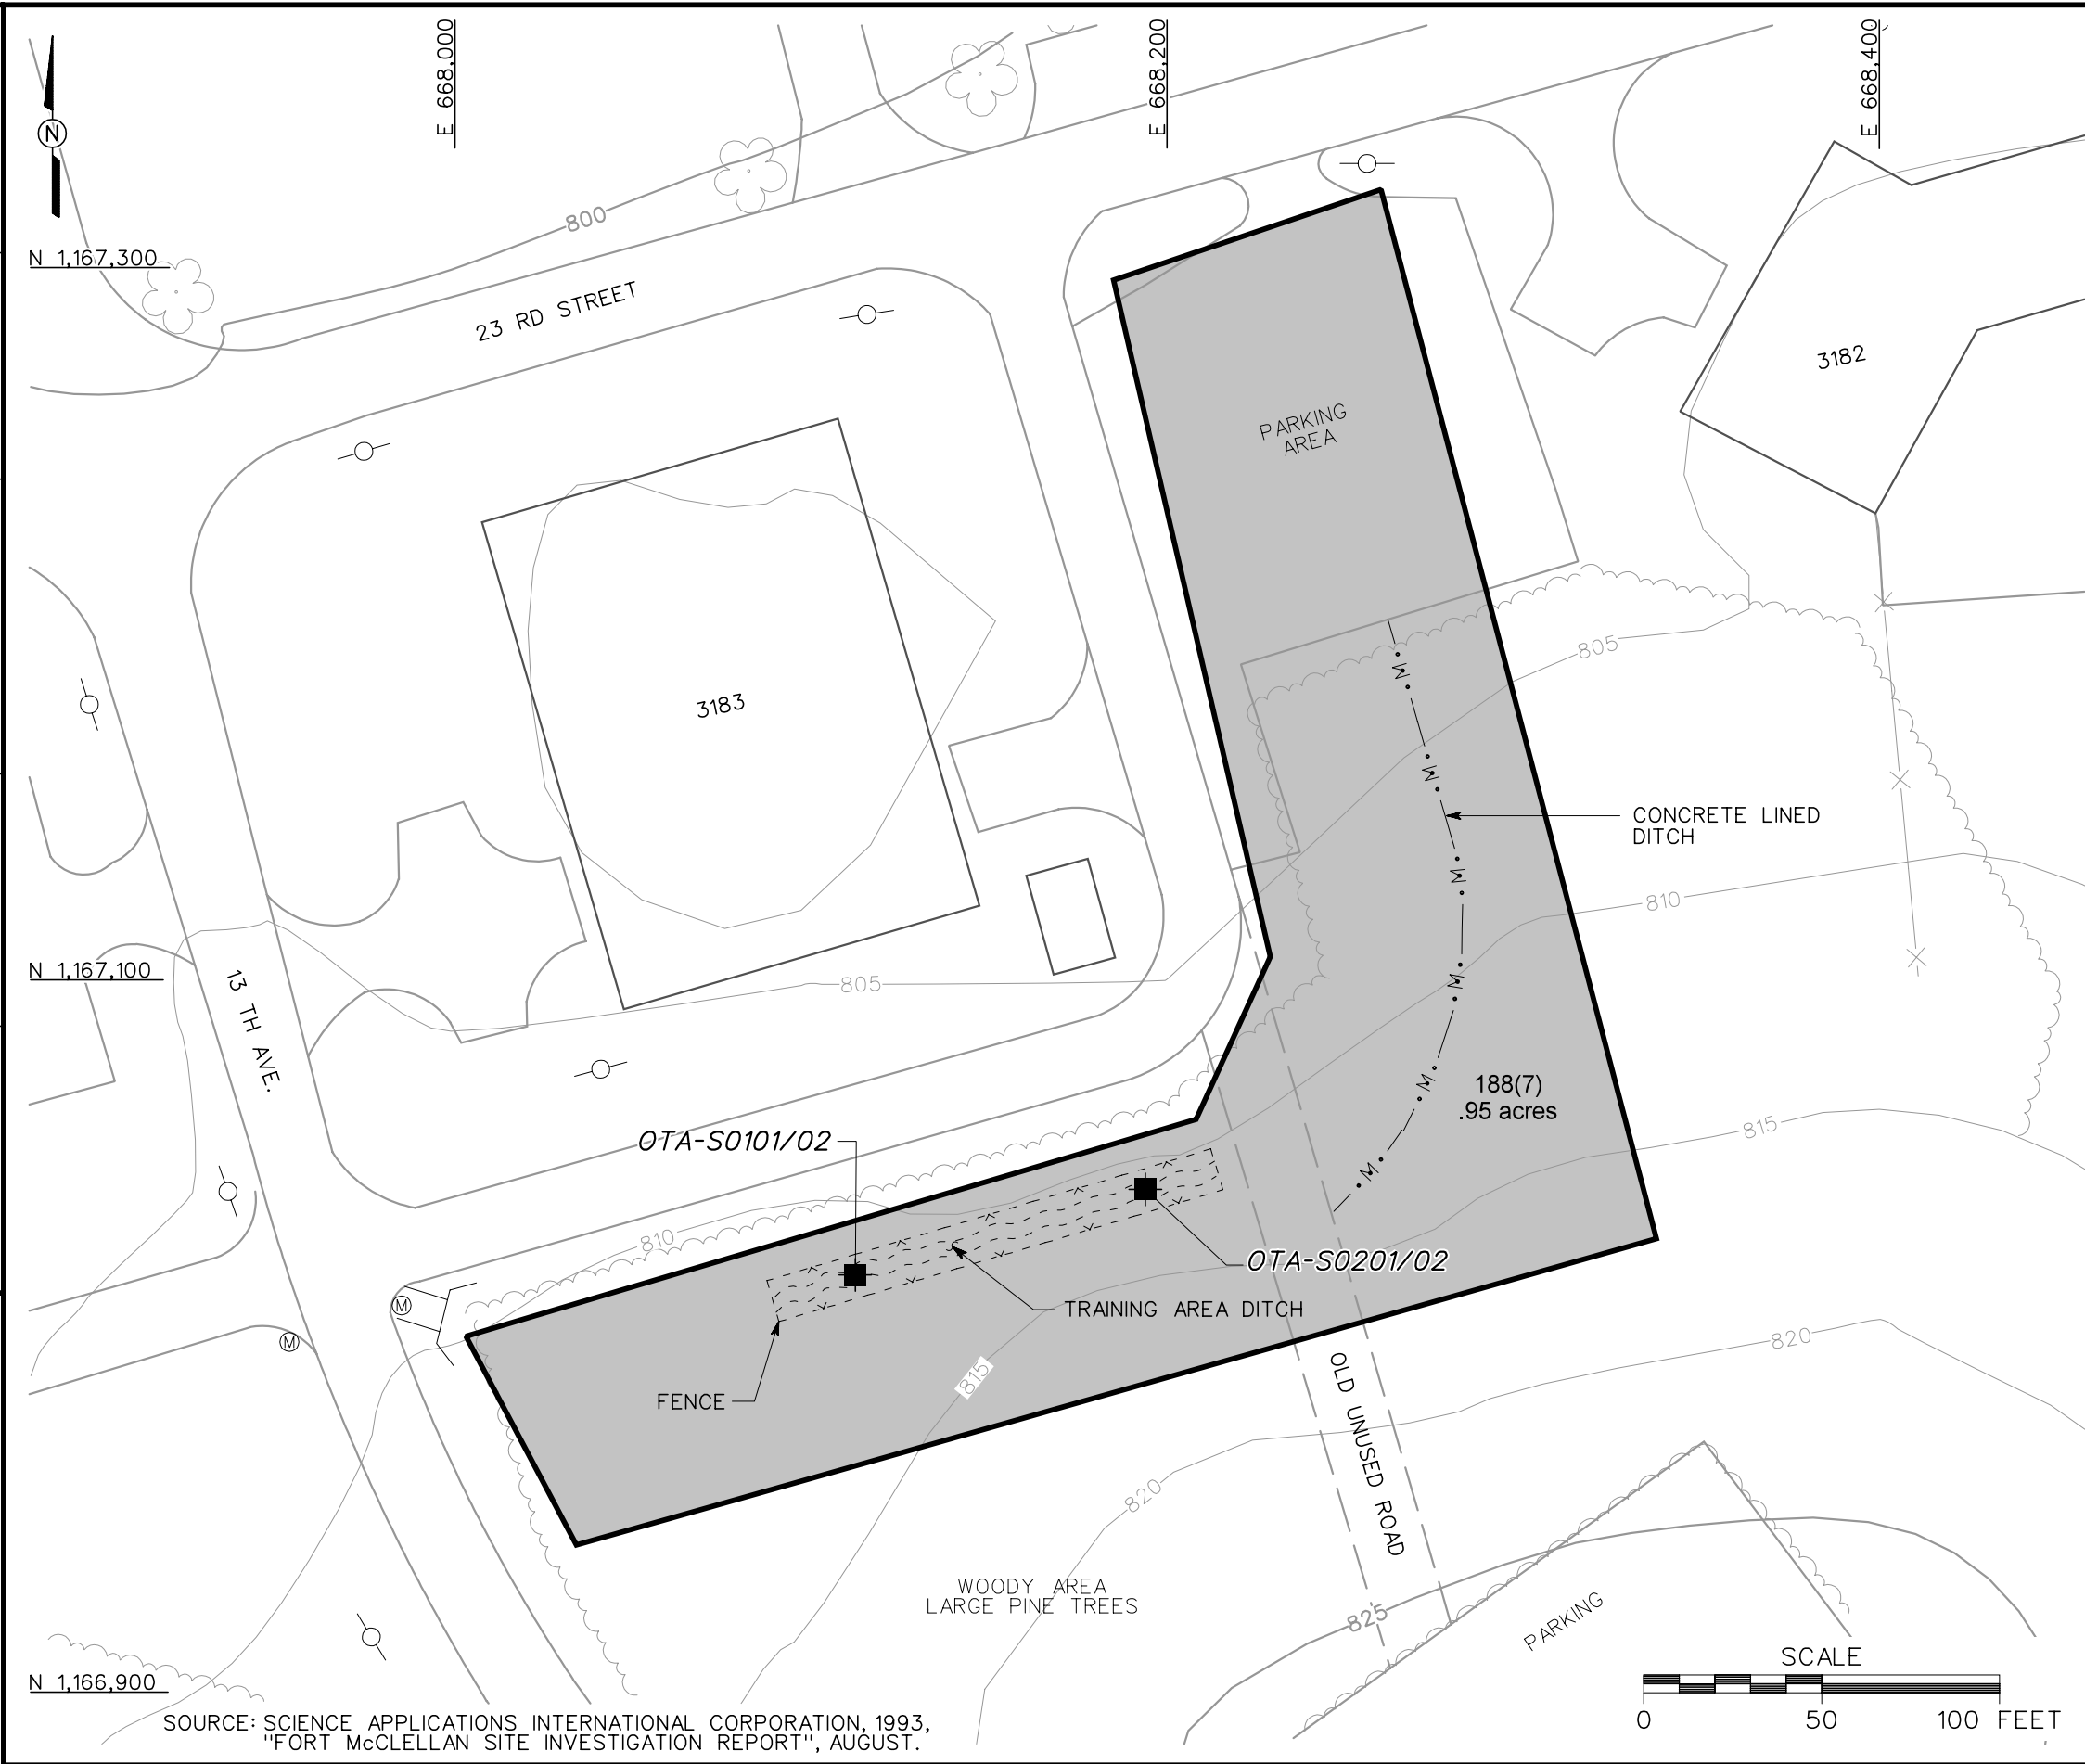 E 668,000
E 668,200
E 668,400
N
N 1,167,300
800
23 RD STREET
3182
PARKING
AREA
805
3183
CONCRETE LINED
DITCH
810
N 1,167,100
805
13 TH AVE.
188(7)
.95 acres
815
OTA-S0101/02
810
OTA-S0201/02
M
TRAINING AREA DITCH
M
820
815
FENCE
OLD UNUSED ROAD
820
WOODY AREA
LARGE PINE TREES
825
PARKING
SCALE
0 50 100 FEET
N 1,166,900
SOURCE: SCIENCE APPLICATIONS INTERNATIONAL CORPORATION, 1993,
"FORT McCLELLAN SITE INVESTIGATION REPORT", AUGUST.